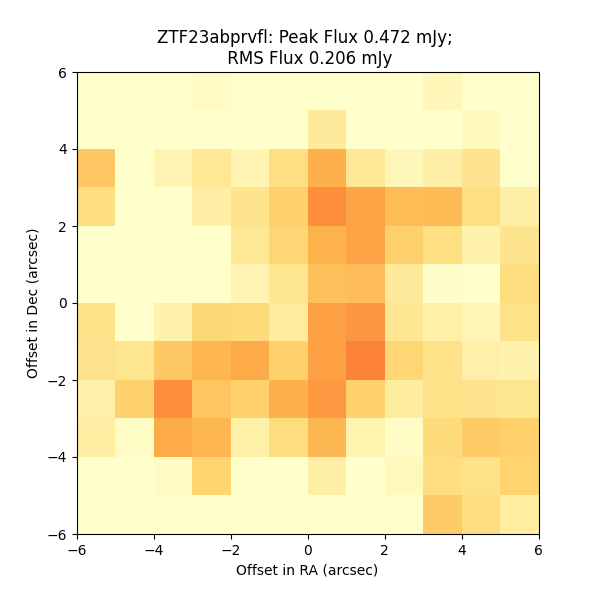 ZTF23abprvfl: Peak Flux 0.472 mJy;
RMS Flux 0.206 mJy
6
4
2
0
−2
−4
−6
Offset in Dec (arcsec)
−6 −4 −2 0 2 4 6
Offset in RA (arcsec)